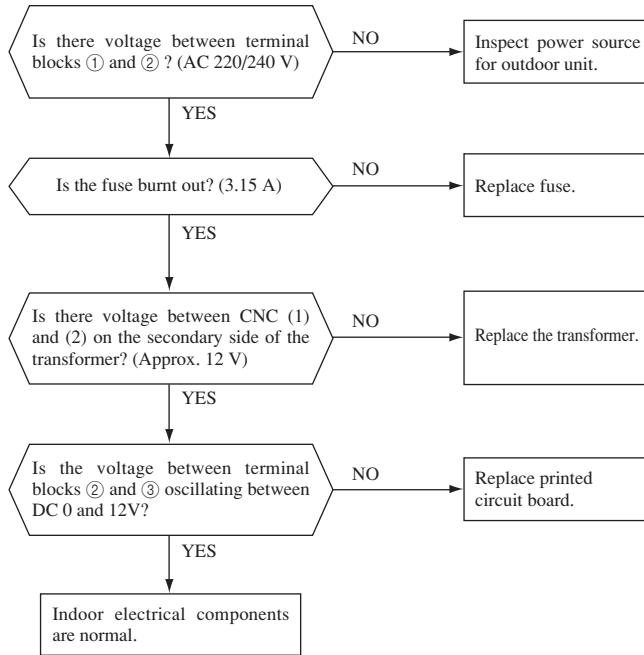 Is there voltage between terminal
blocks ① and ② ? (AC 220/240 V)
NO
Inspect power source
for outdoor unit.
YES
Is the fuse burnt out? (3.15 A)
NO
Replace fuse.
YES
Is there voltage between CNC (1)
and (2) on the secondary side of the
transformer? (Approx. 12 V)
NO
Replace the transformer.
YES
Is the voltage between terminal
blocks ② and ③ oscillating between
DC 0 and 12V?
NO
Replace printed
circuit board.
YES
Indoor electrical components
are normal.